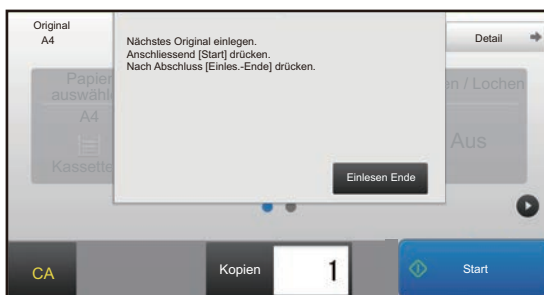 Original
A4
Nächstes Original einlegen.
Anschliessend [Start] drücken.
Nach Abschluss [Einles.-Ende] drücken.
Detail
Papier
auswähl
A4
Kassette
en / Lochen
Aus
Einlesen Ende
CA
Kopien
1
Start